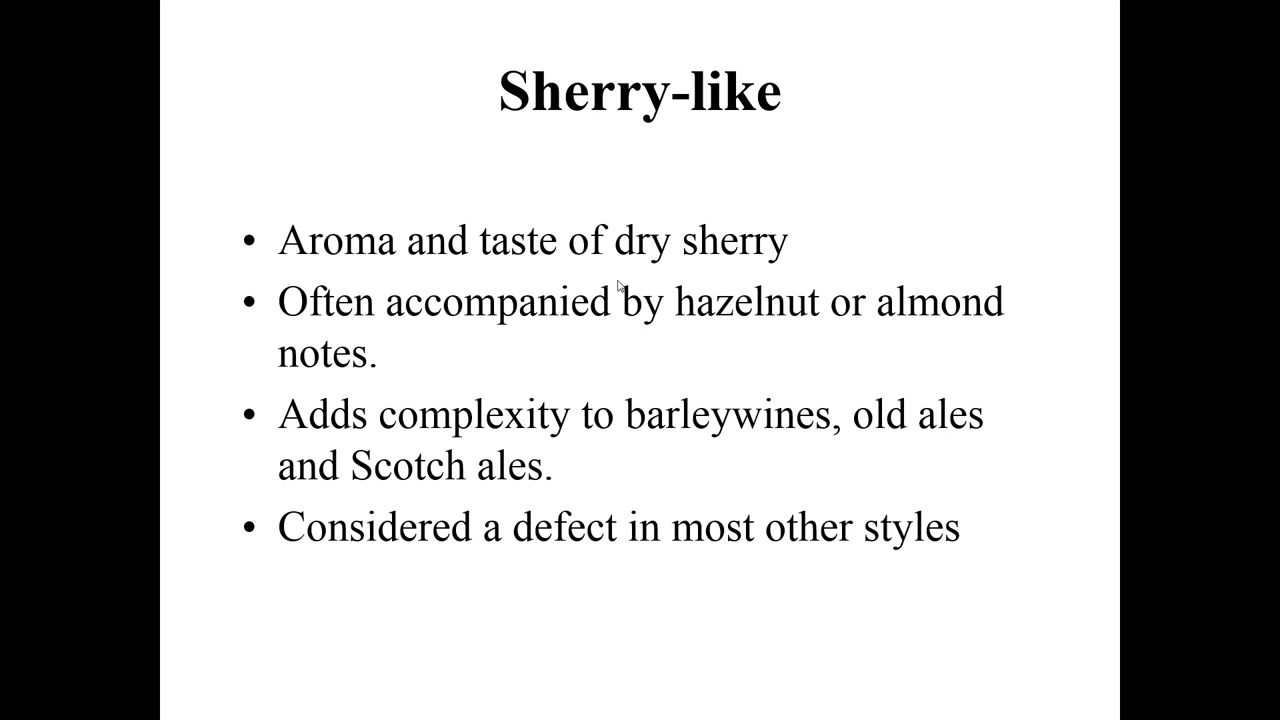 Sherry-like
• Aroma and taste of dry sherry
• Often accompanied by hazelnut or almond
notes.
• Adds complexity to barleywines, old ales
and Scotch ales.
• Considered a defect in most other styles